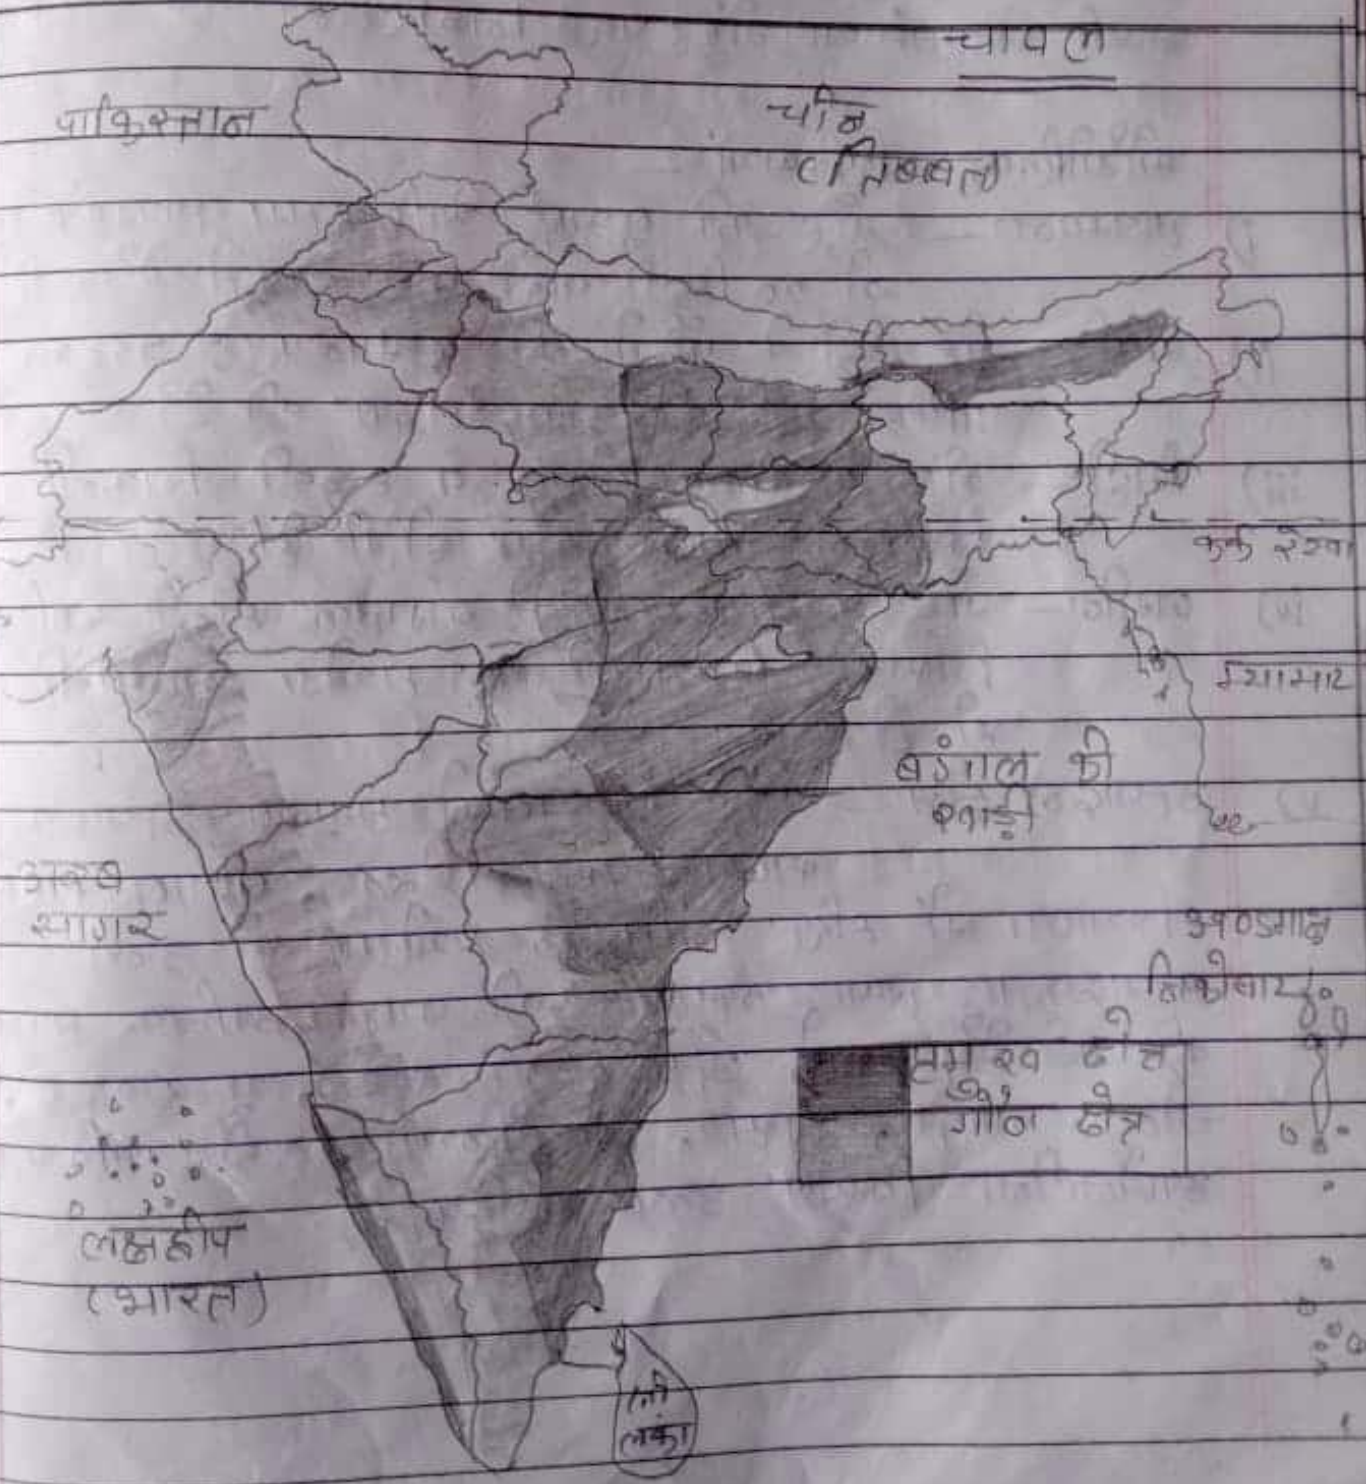 चावल
पाकिस्तान
चीन
(तिब्बत)
कर्क रेखा
म्यामार
बंगाल की
खाड़ी
अरब
सागर
अण्डमान
निकोबार
प्रमुख क्षेत्र
गौण क्षेत्र
लक्षद्वीप
(भारत)
श्री
लंका